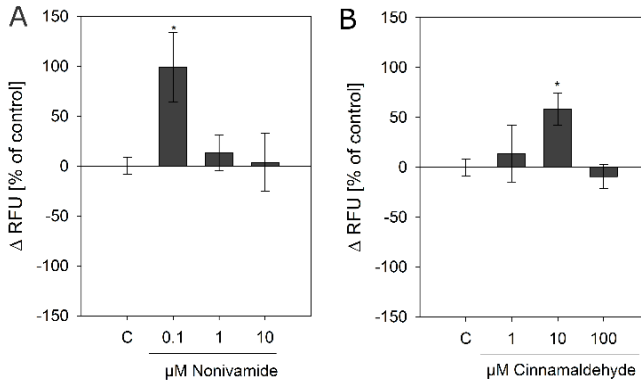 A
Δ RFU [% of control]
150
100
50
0
-50
-100
-150
*
C 0.1 1 10
μM Nonivamide
B
Δ RFU [% of control]
150
100
50
0
-50
-100
-150
*
C 1 10 100
μM Cinnamaldehyde